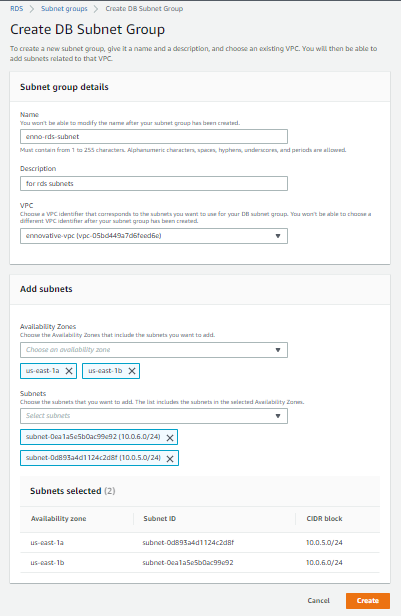 RDS > Subnet groups > Create DB Subnet Group
Create DB Subnet Group
To create a new subnet group, give it a name and a description, and choose an existing VPC. You will then be able to
add subnets related to that VPC.
Subnet group details
Name
You won't be able to modify the name after your subnet group has been created.
enno-rds-subnet
Must contain from 1 to 255 characters. Alphanumeric characters, spaces, hyphens, underscores, and periods are allowed.
Description
for rds subnets
VPC
Choose a VPC identifier that corresponds to the subnets you want to use for your DB subnet group. You won't be able to choose a
different VPC identifier after your subnet group has been created.
ennovative-vpc (vpc-05bd449a7d6feed6e)
Add subnets
Availability Zones
Choose the Availability Zones that include the subnets you want to add.
Choose an availability zone
us-east-1a X us-east-1b X
Subnets
Choose the subnets that you want to add. The list includes the subnets in the selected Availability Zones.
Select subnets
subnet-0ea1a5e5b0ac99e92 (10.0.6.0/24) X
subnet-0d893a4d1124c2d8f (10.0.5.0/24) X
Subnets selected (2)
Availability zone Subnet ID CIDR block
us-east-1a subnet-0d893a4d1124c2d8f 10.0.5.0/24
us-east-1b subnet-0ea1a5e5b0ac99e92 10.0.6.0/24
Cancel Create